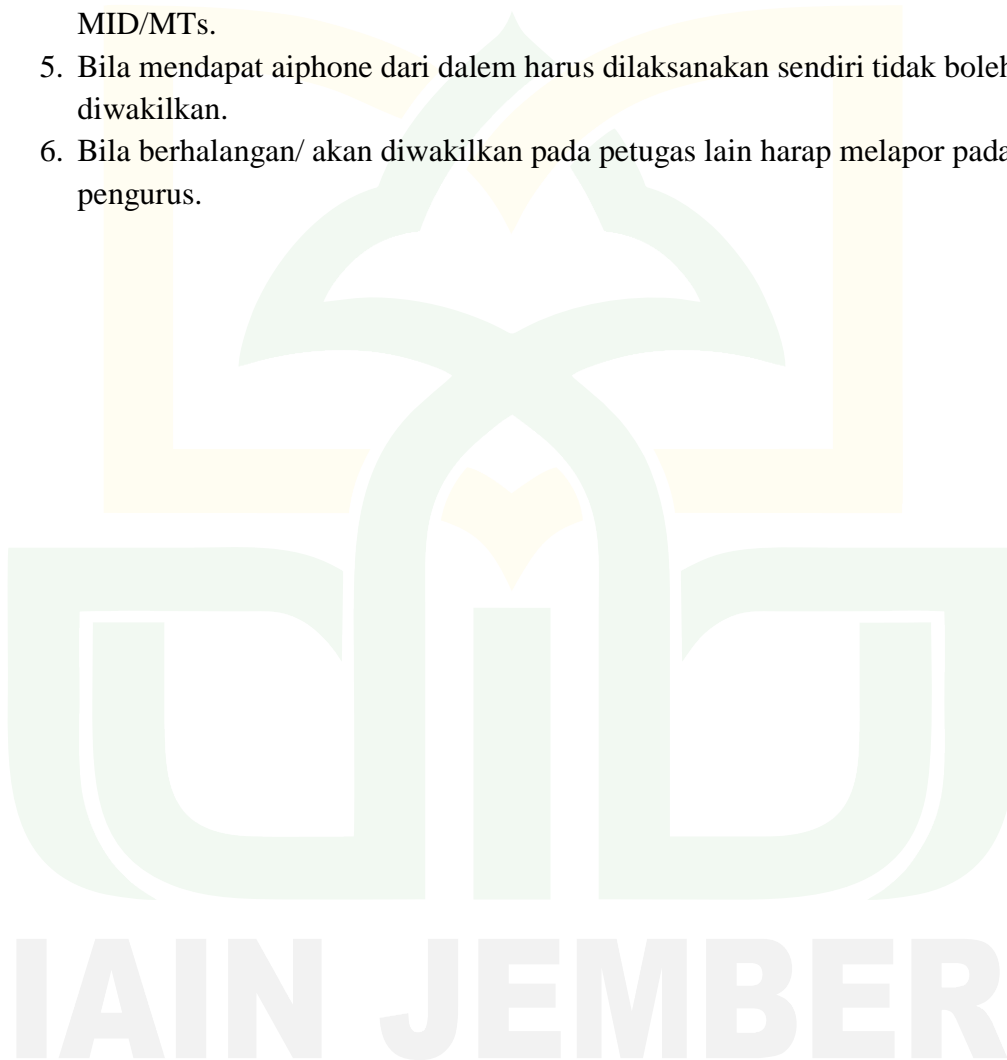 MID/MTs.
5. Bila mendapat aiphone dari dalem harus dilaksanakan sendiri tidak boleh
diwakilkan.
6. Bila berhalangan/ akan diwakilkan pada petugas lain harap melapor pada
pengurus.
IAIN JEMBER